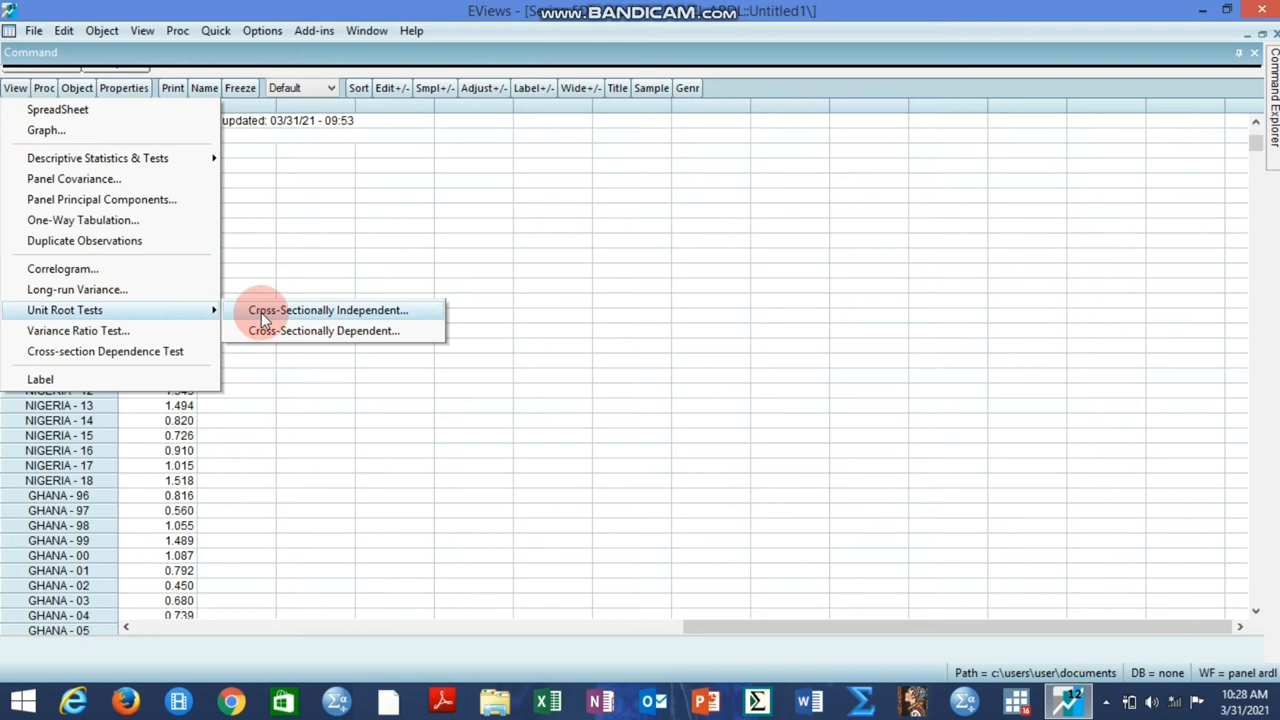 EViews - [Series
www.BANDICAM.com
::Untitled1\]
File Edit Object View Proc Quick Options Add-ins Window Help
Command
Command Explorer
View Proc Object Properties Print Name Freeze Default Sort Edit+/- Smpl+/- Adjust+/- Label+/- Wide+/- Title Sample Genr
SpreadSheet
updated: 03/31/21 - 09:53
Graph...
Descriptive Statistics & Tests
Panel Covariance...
Panel Principal Components...
One-Way Tabulation...
Duplicate Observations
Correlogram...
Long-run Variance...
Unit Root Tests
Cross-Sectionally Independent...
Variance Ratio Test...
Cross-Sectionally Dependent...
Cross-section Dependence Test
Label
NIGERIA - 13 1.494
NIGERIA - 14 0.820
NIGERIA - 15 0.726
NIGERIA - 16 0.910
NIGERIA - 17 1.015
NIGERIA - 18 1.518
GHANA - 96 0.816
GHANA - 97 0.560
GHANA - 98 1.055
GHANA - 99 1.489
GHANA - 00 1.087
GHANA - 01 0.792
GHANA - 02 0.450
GHANA - 03 0.680
GHANA - 04 0.739
GHANA - 05
Path = c:\users\user\documents DB = none WF = panel ardl
12
16
10:28 AM
3/31/2021